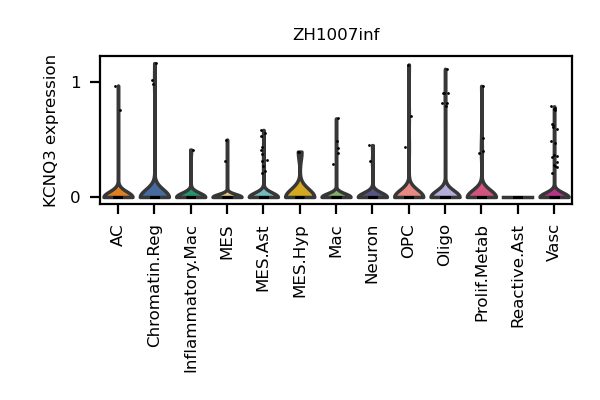 ZH1007inf
KCNQ3 expression
1
0
AC
Chromatin.Reg
Inflammatory.Mac
MES
MES.Ast
MES.Hyp
Mac
Neuron
OPC
Oligo
Prolif.Metab
Reactive.Ast
Vasc